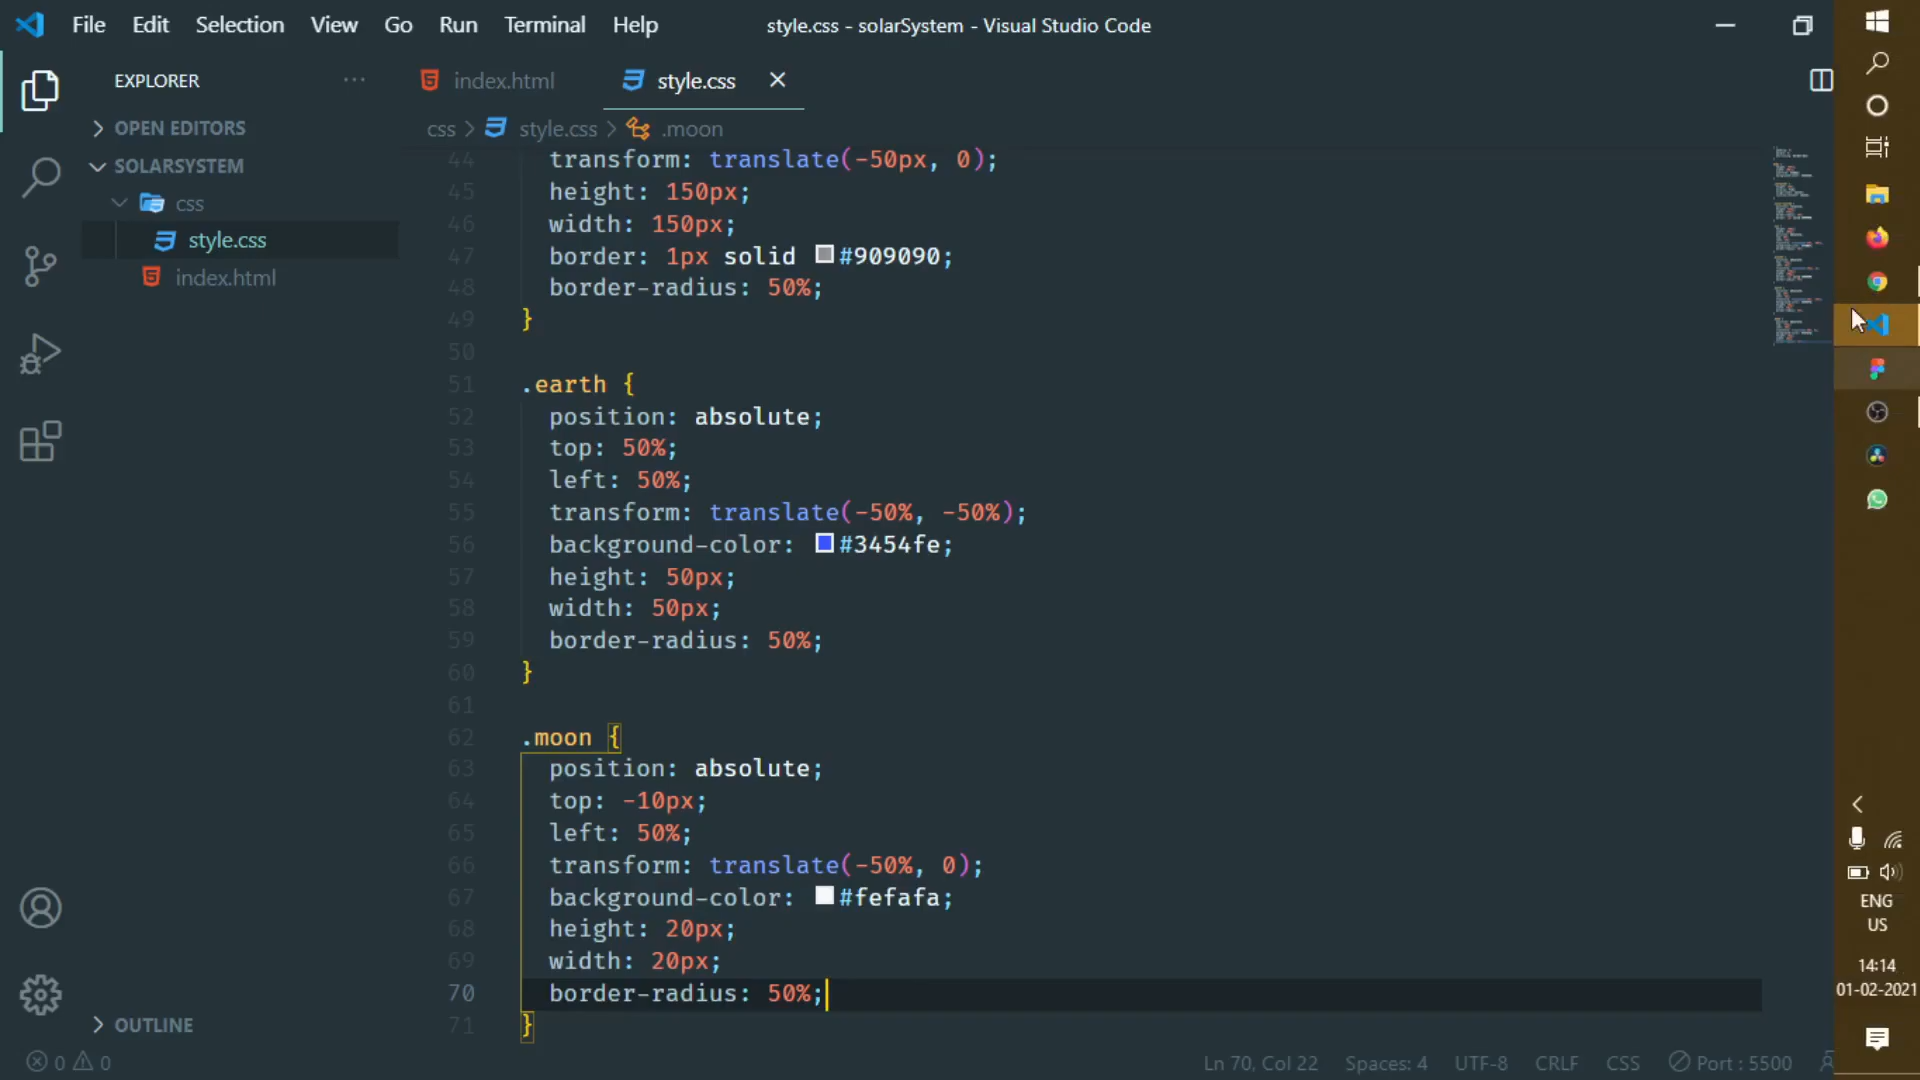 File Edit Selection View Go Run Terminal Help style.css - solarSystem - Visual Studio Code
EXPLORER ··· index.html style.css
OPEN EDITORS
SOLARSYSTEM
css
style.css
index.html
OUTLINE
css > style.css > .moon
44 transform: translate(-50px, 0);
45 height: 150px;
46 width: 150px;
47 border: 1px solid #909090;
48 border-radius: 50%;
49 }
50
51 .earth {
52 position: absolute;
53 top: 50%;
54 left: 50%;
55 transform: translate(-50%, -50%);
56 background-color: #3454fe;
57 height: 50px;
58 width: 50px;
59 border-radius: 50%;
60 }
61
62 .moon {
63 position: absolute;
64 top: -10px;
65 left: 50%;
66 transform: translate(-50%, 0);
67 background-color: #fefafa;
68 height: 20px;
69 width: 20px;
70 border-radius: 50%;
71 }
0 0 Ln 70, Col 22 Spaces: 4 UTF-8 CRLF CSS Port : 5500
ENG
US
14:14
01-02-2021